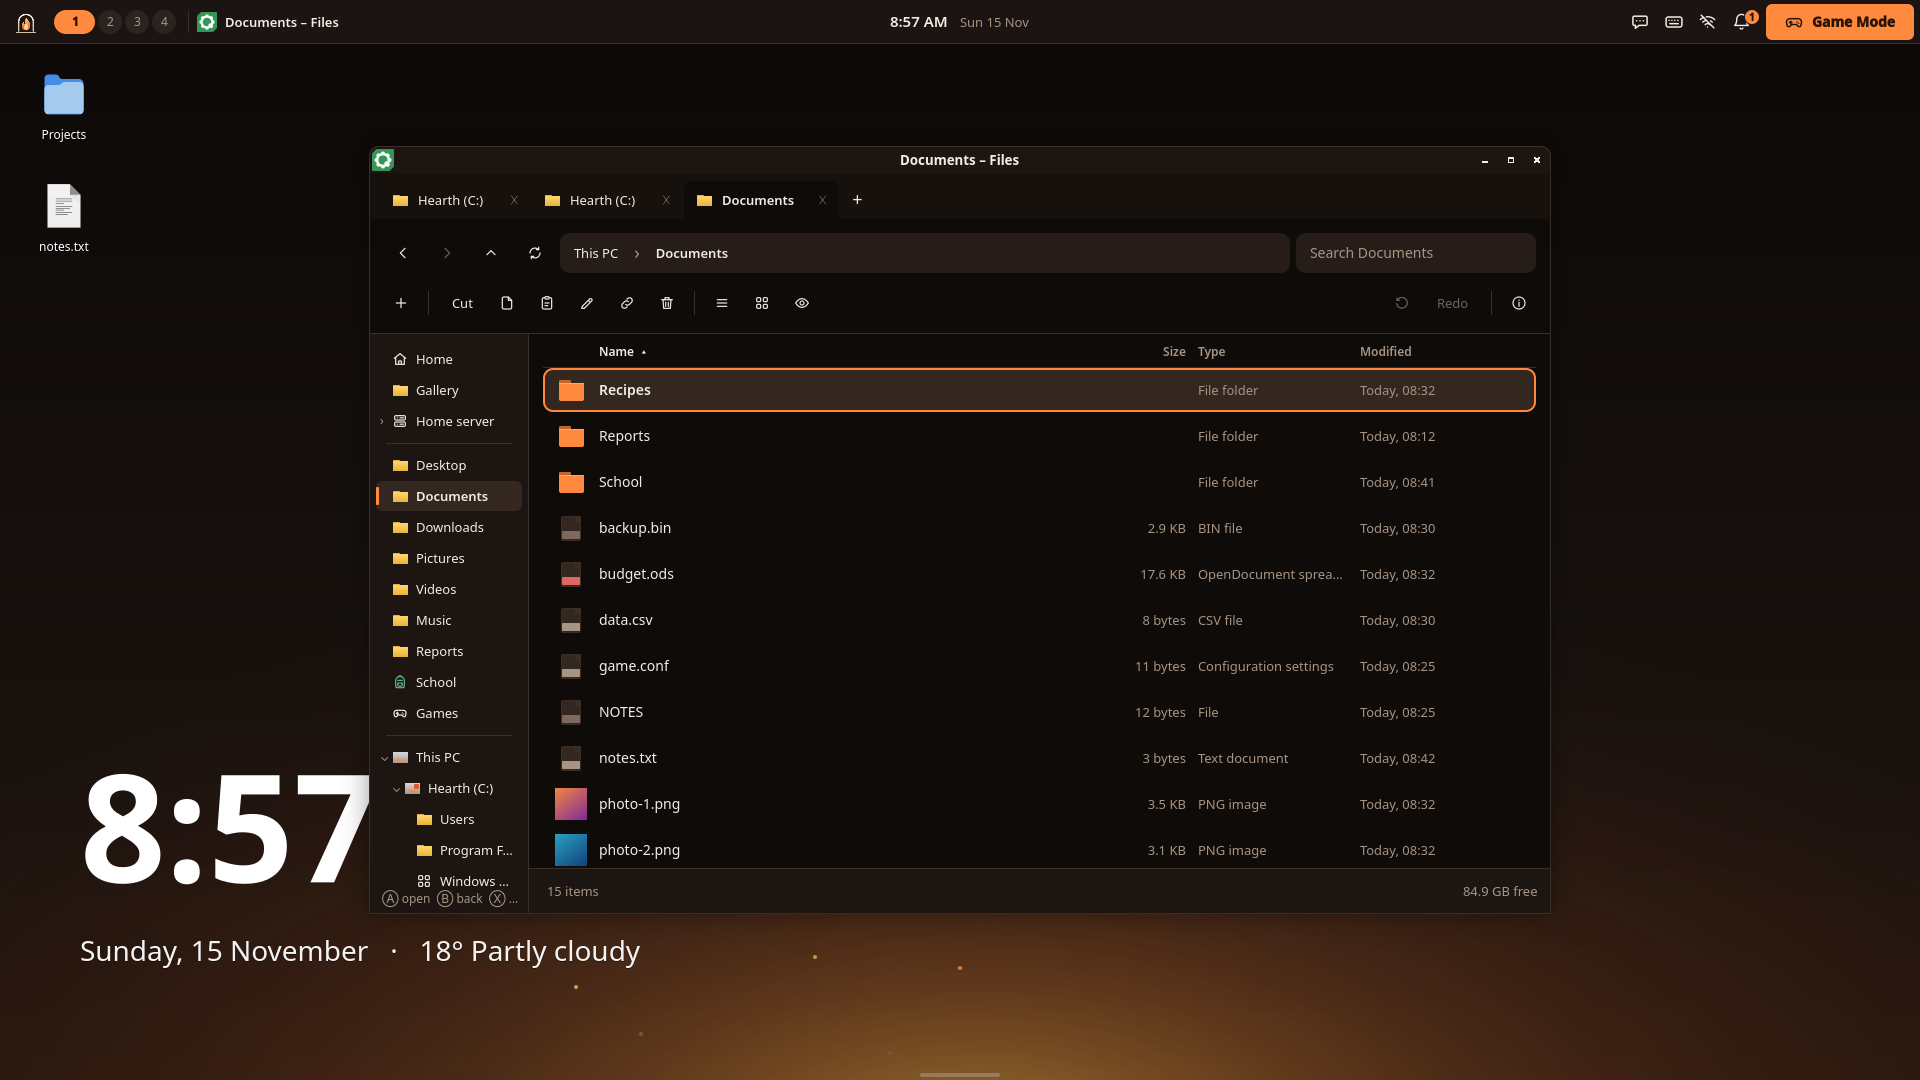 1 2 3 4 Documents – Files 8:57 AM Sun 15 Nov 1 Game Mode
Projects
notes.txt
Documents – Files
Hearth (C:) X Hearth (C:) X Documents X +
This PC › Documents Search Documents
Cut Redo
Home
Gallery
Home server
Desktop
Documents
Downloads
Pictures
Videos
Music
Reports
School
Games
This PC
Hearth (C:)
Users
Program F...
Windows ...
A open B back X ...
Name Size Type Modified
Recipes File folder Today, 08:32
Reports File folder Today, 08:12
School File folder Today, 08:41
backup.bin 2.9 KB BIN file Today, 08:30
budget.ods 17.6 KB OpenDocument sprea... Today, 08:32
data.csv 8 bytes CSV file Today, 08:30
game.conf 11 bytes Configuration settings Today, 08:25
NOTES 12 bytes File Today, 08:25
notes.txt 3 bytes Text document Today, 08:42
photo-1.png 3.5 KB PNG image Today, 08:32
photo-2.png 3.1 KB PNG image Today, 08:32
15 items 84.9 GB free
8:57
Sunday, 15 November · 18° Partly cloudy